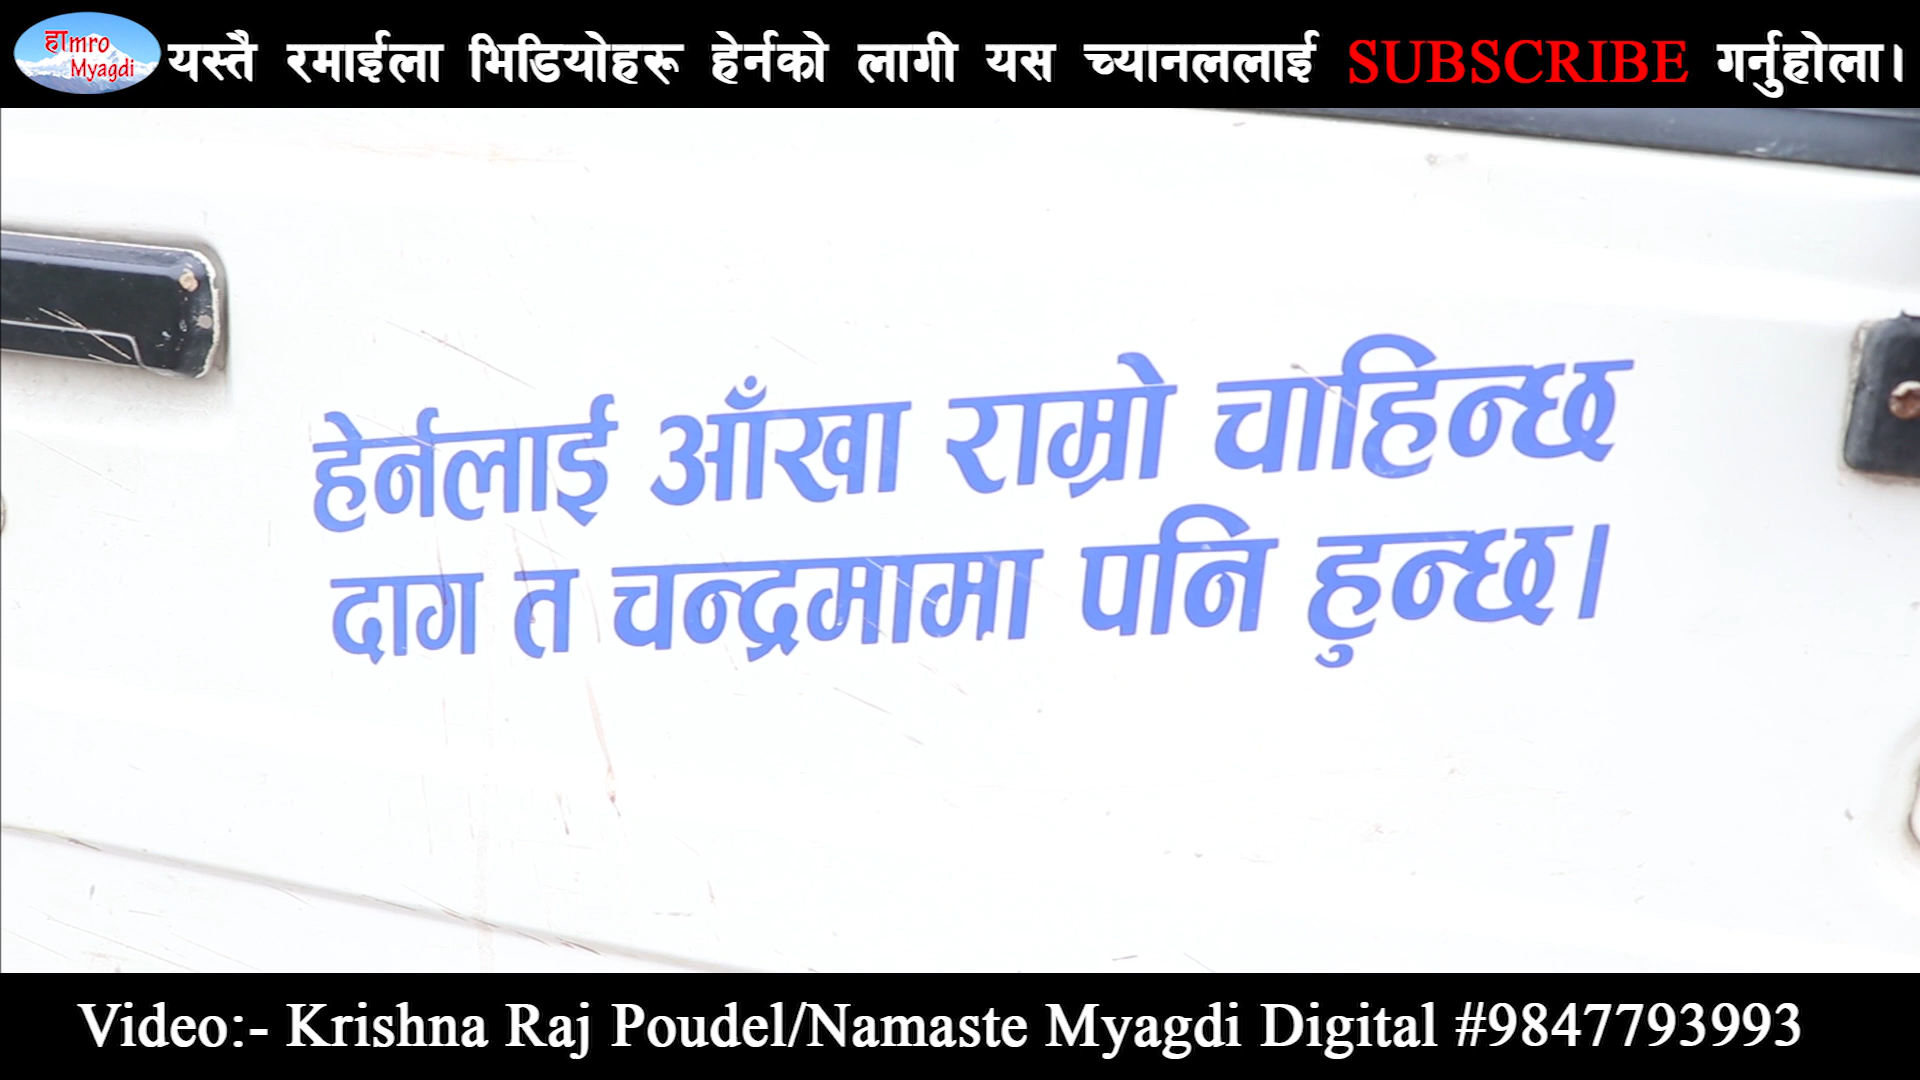 हाmro
Myagdi
यस्तै रमाईला भिडियोहरू हेर्नको लागी यस च्यानललाई SUBSCRIBE गर्नुहोला।
हेर्नलाई आँखा राम्रो चाहिन्छ
दाग त चन्द्रमामा पनि हुन्छ।
Video:- Krishna Raj Poudel/Namaste Myagdi Digital #9847793993